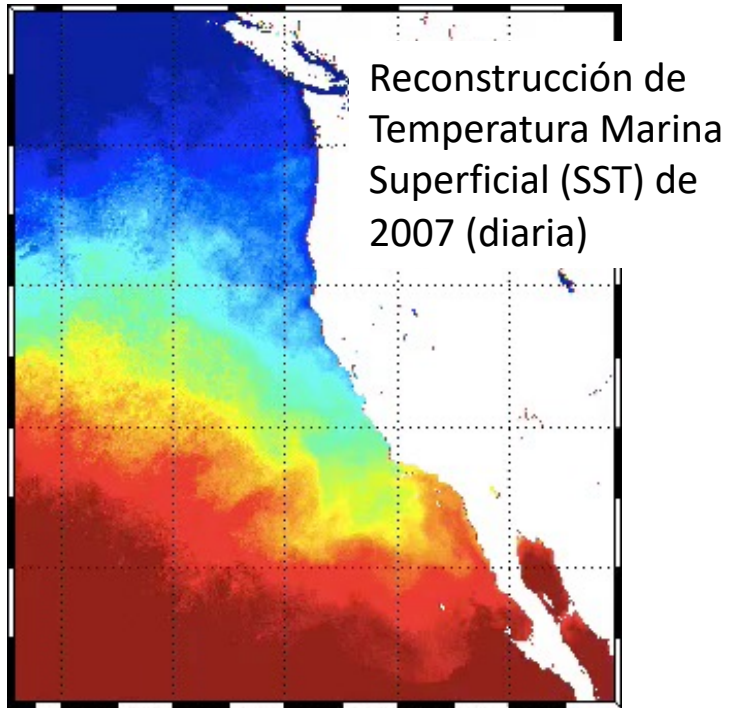 Reconstrucción de
Temperatura Marina
Superficial (SST) de
2007 (diaria)